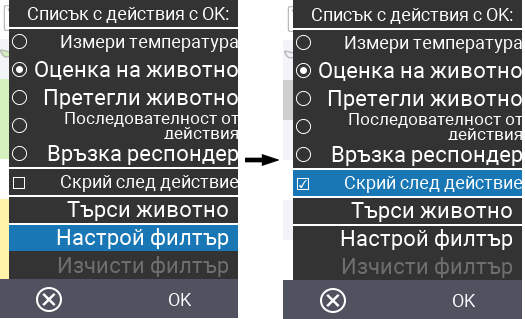 Списък с действия с OK:
Измери температура
Оценка на животно
Претегли животно
Последователност от
действия
Връзка респондер
Скрий след действие
Търси животно
Настрой филтър
Изчисти филтър
OK
Списък с действия с OK:
Измери температура
Оценка на животно
Претегли животно
Последователност от
действия
Връзка респондер
Скрий след действие
Търси животно
Настрой филтър
Изчисти филтър
OK